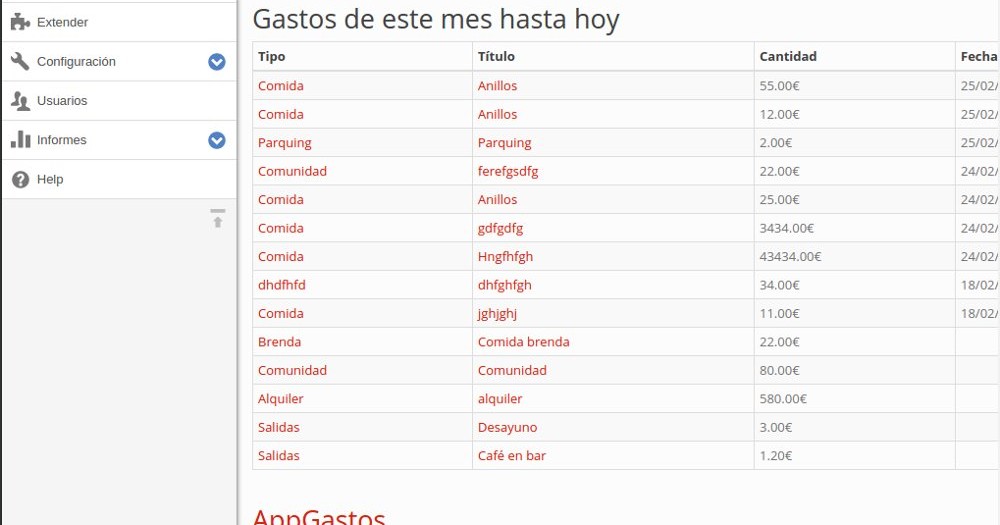 Extender
Configuración
Usuarios
Informes
Help
Gastos de este mes hasta hoy
Tipo Título Cantidad Fecha
Comida Anillos 55.00€ 25/02/
Comida Anillos 12.00€ 25/02/
Parquing Parquing 2.00€ 25/02/
Comunidad ferefgsdfg 22.00€ 24/02/
Comida Anillos 25.00€ 24/02/
Comida gdfgdfg 3434.00€ 24/02/
Comida Hngfhfgh 43434.00€ 24/02/
dhdfhfd dhfghfgh 34.00€ 18/02/
Comida jghjghj 11.00€ 18/02/
Brenda Comida brenda 22.00€
Comunidad Comunidad 80.00€
Alquiler alquiler 580.00€
Salidas Desayuno 3.00€
Salidas Café en bar 1.20€
AppGastos